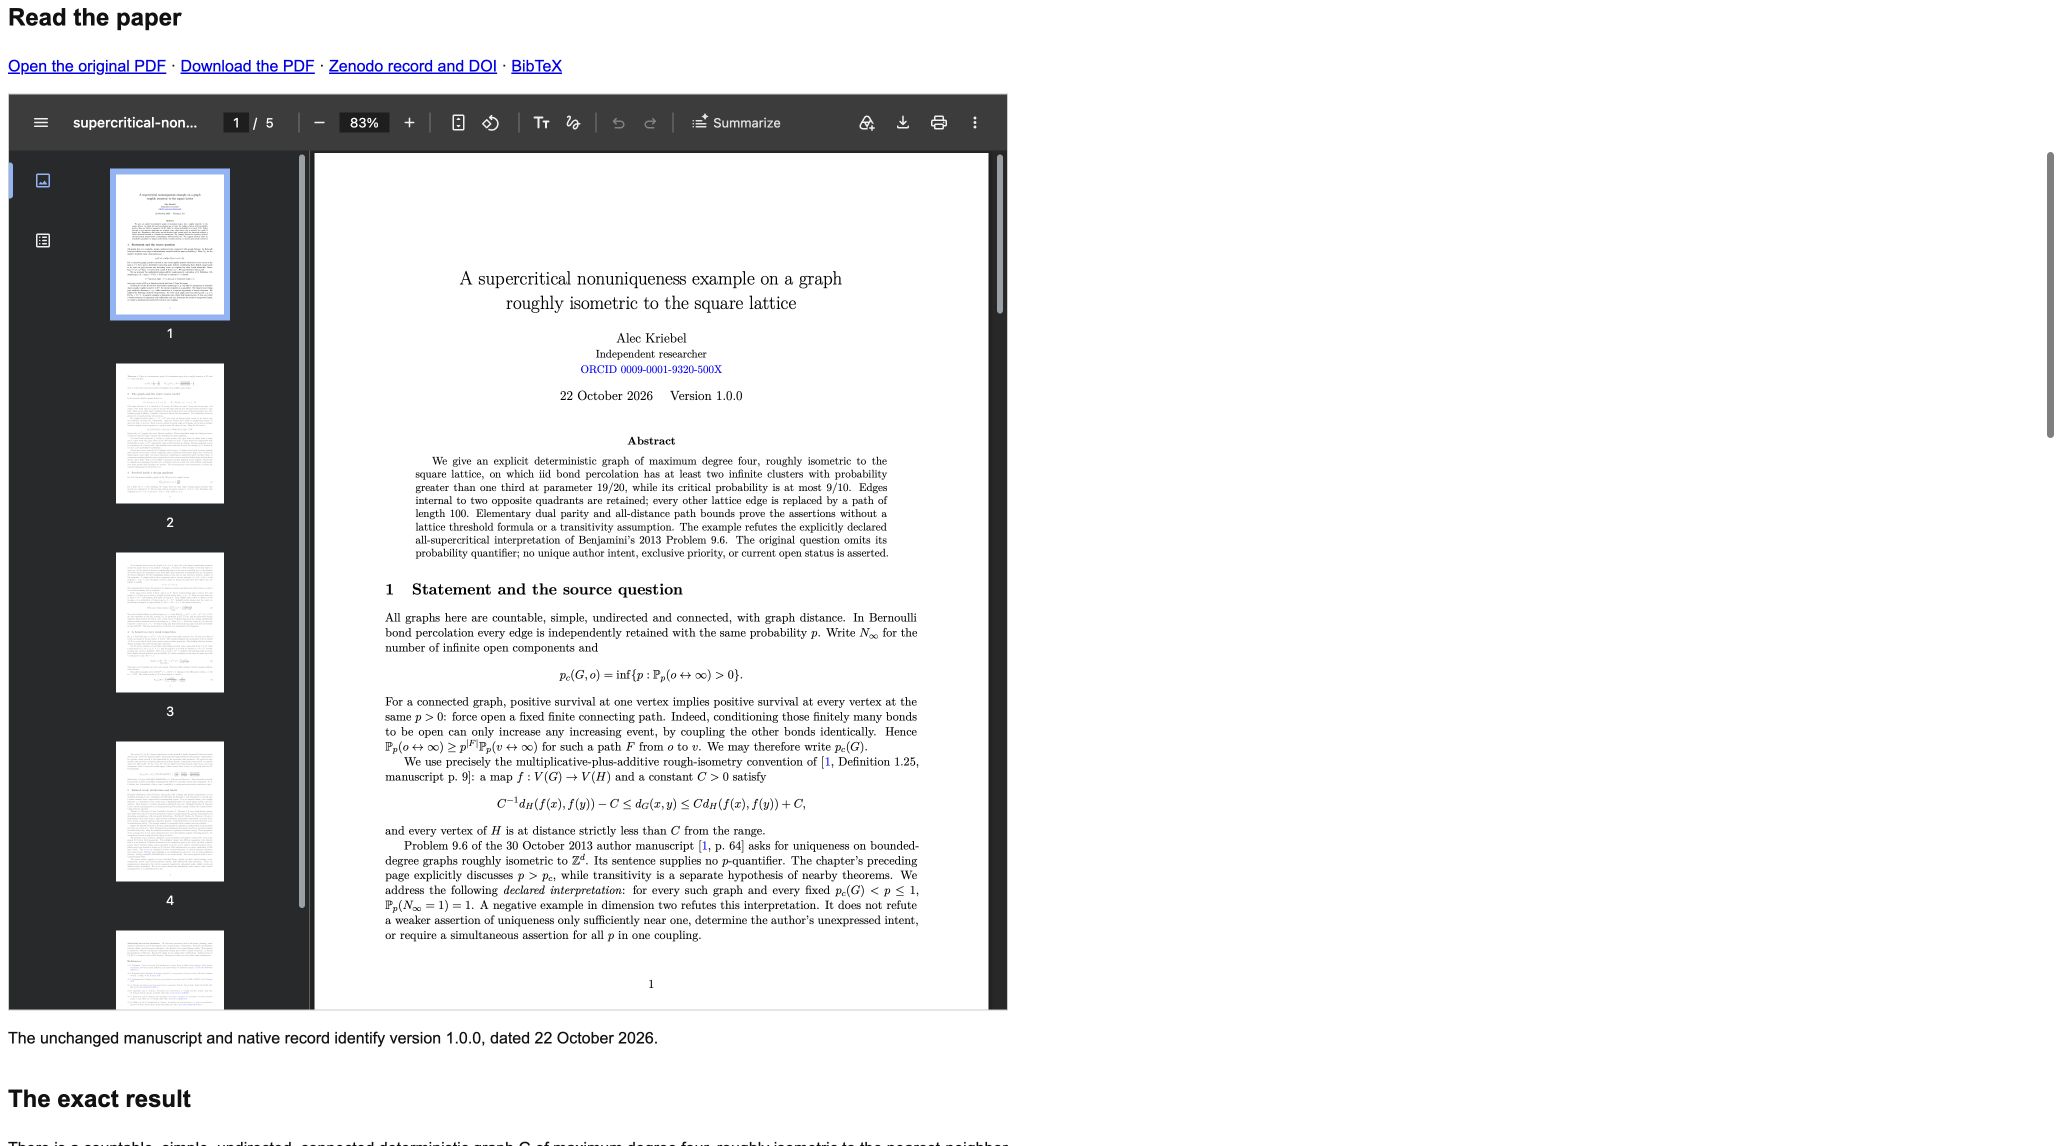 Read the paper
Open the original PDF · Download the PDF · Zenodo record and DOI · BibTeX
supercritical-non... 1 / 5 − 83% + Summarize
1
2
3
4
A supercritical nonuniqueness example on a graph
roughly isometric to the square lattice
Alec Kriebel
Independent researcher
ORCID 0009-0001-9320-500X
22 October 2026 Version 1.0.0
Abstract
We give an explicit deterministic graph of maximum degree four, roughly isometric to the
square lattice, on which iid bond percolation has at least two infinite clusters with probability
greater than one third at parameter 19/20, while its critical probability is at most 9/10. Edges
internal to two opposite quadrants are retained; every other lattice edge is replaced by a path of
length 100. Elementary dual parity and all-distance path bounds prove the assertions without a
lattice threshold formula or a transitivity assumption. The example refutes the explicitly declared
all-supercritical interpretation of Benjamini's 2013 Problem 9.6. The original question omits its
probability quantifier; no unique author intent, exclusive priority, or current open status is asserted.
1 Statement and the source question
All graphs here are countable, simple, undirected and connected, with graph distance. In Bernoulli
bond percolation every edge is independently retained with the same probability p. Write N∞ for the
number of infinite open components and
pc(G, o) = inf{p : ℙp(o ↔ ∞) > 0}.
For a connected graph, positive survival at one vertex implies positive survival at every vertex at the
same p > 0: force open a fixed finite connecting path. Indeed, conditioning those finitely many bonds
to be open can only increase any increasing event, by coupling the other bonds identically. Hence
ℙp(o ↔ ∞) ≥ p|F|ℙp(v ↔ ∞) for such a path F from o to v. We may therefore write pc(G).
We use precisely the multiplicative-plus-additive rough-isometry convention of [1, Definition 1.25,
manuscript p. 9]: a map f : V(G) → V(H) and a constant C > 0 satisfy
C−1dH(f(x), f(y)) − C ≤ dG(x, y) ≤ CdH(f(x), f(y)) + C,
and every vertex of H is at distance strictly less than C from the range.
Problem 9.6 of the 30 October 2013 author manuscript [1, p. 64] asks for uniqueness on bounded-
degree graphs roughly isometric to ℤd. Its sentence supplies no p-quantifier. The chapter's preceding
page explicitly discusses p > pc, while transitivity is a separate hypothesis of nearby theorems. We
address the following declared interpretation: for every such graph and every fixed pc(G) < p ≤ 1,
ℙp(N∞ = 1) = 1. A negative example in dimension two refutes this interpretation. It does not refute
a weaker assertion of uniqueness only sufficiently near one, determine the author's unexpressed intent,
or require a simultaneous assertion for all p in one coupling.
1
The unchanged manuscript and native record identify version 1.0.0, dated 22 October 2026.
The exact result